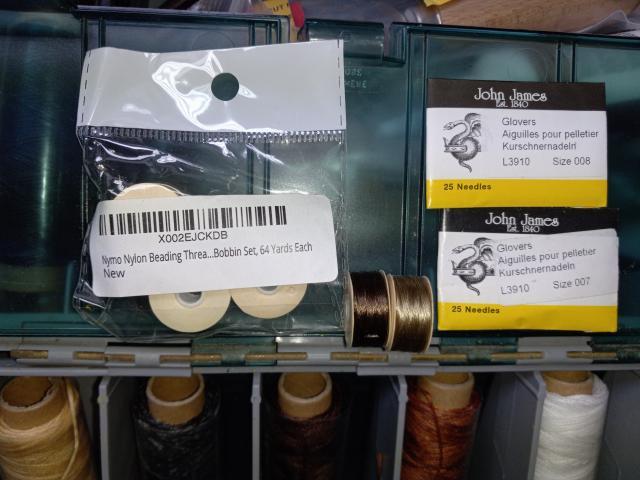 X002EJCKDB
Nymo Nylon Beading Threa...Bobbin Set, 64 Yards Each
New
John James
Est. 1840
Glovers
Aiguilles pour pelletier
Kurschnernadeln
L3910 Size 008
25 Needles
John James
Est. 1840
Glovers
Aiguilles pour pelletier
Kurschnernadeln
L3910 Size 007
25 Needles